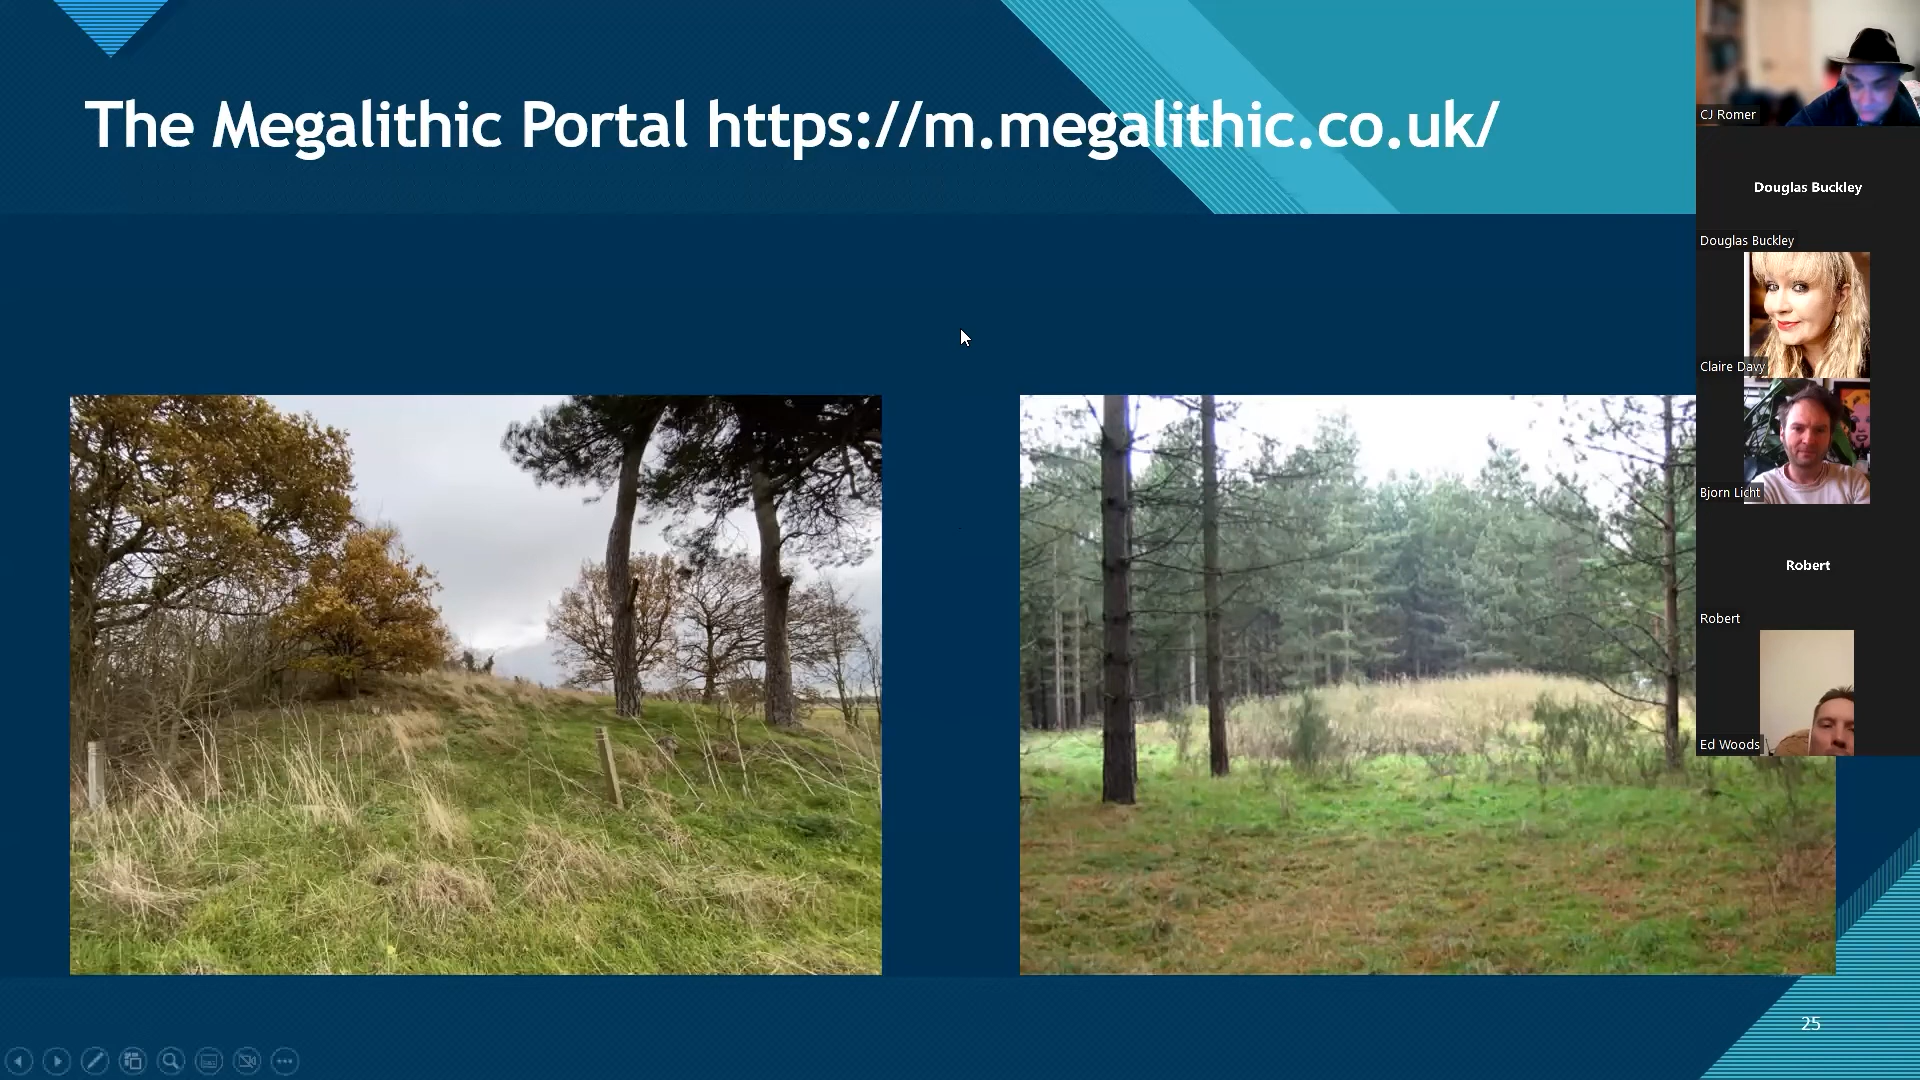 The Megalithic Portal https://m.megalithic.co.uk/
CJ Romer
Douglas Buckley
Douglas Buckley
Claire Davy
Bjorn Licht
Robert
Robert
Ed Woods
25